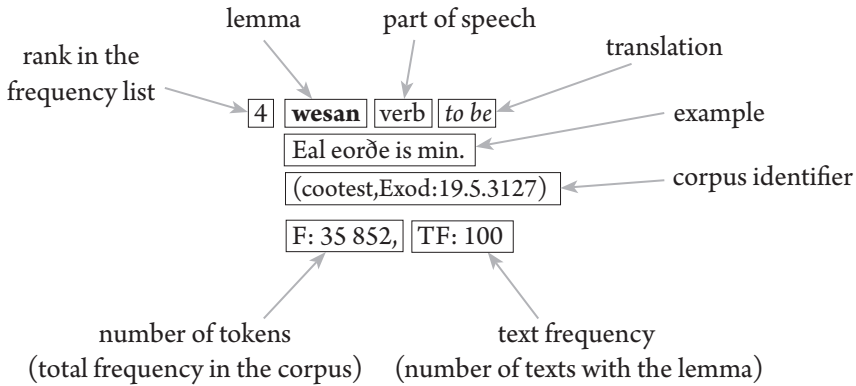 lemma
part of speech
rank in the
frequency list
translation
4 wesan verb to be
example
Eal eorðe is min.
(cootest,Exod:19.5.3127)
corpus identifier
F: 35 852, TF: 100
number of tokens
(total frequency in the corpus)
text frequency
(number of texts with the lemma)